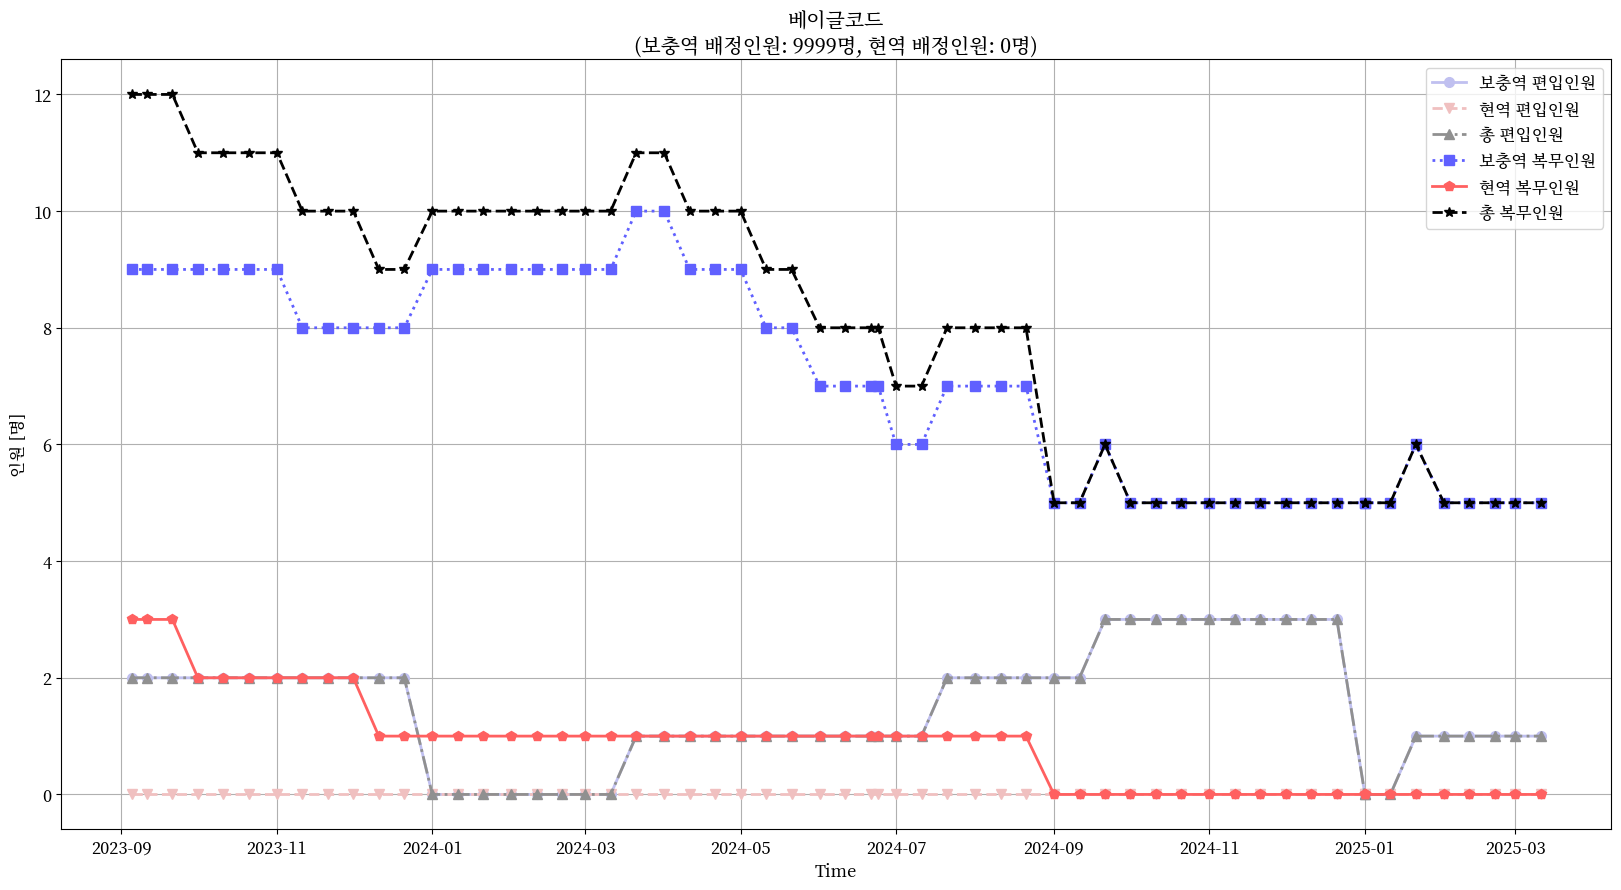 베이글코드
(보충역 배정인원: 9999명, 현역 배정인원: 0명)
보충역 편입인원
현역 편입인원
총 편입인원
보충역 복무인원
현역 복무인원
총 복무인원
인원 [명]
12
10
8
6
4
2
0
2023-09
2023-11
2024-01
2024-03
2024-05
2024-07
2024-09
2024-11
2025-01
2025-03
Time